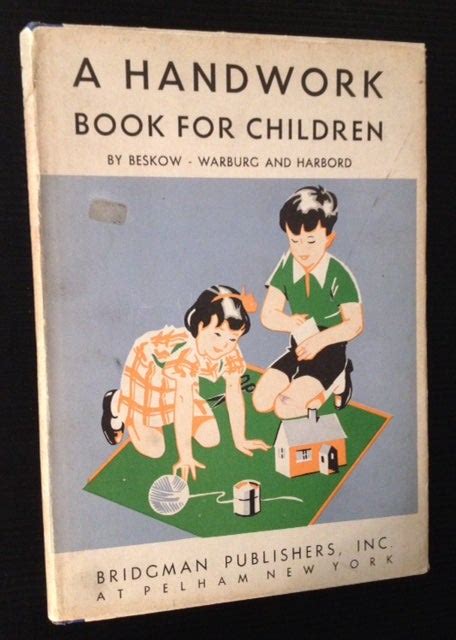 A HANDWORK
BOOK FOR CHILDREN
BY BESKOW - WARBURG AND HARBORD
BRIDGMAN PUBLISHERS, INC.
AT PELHAM NEW YORK